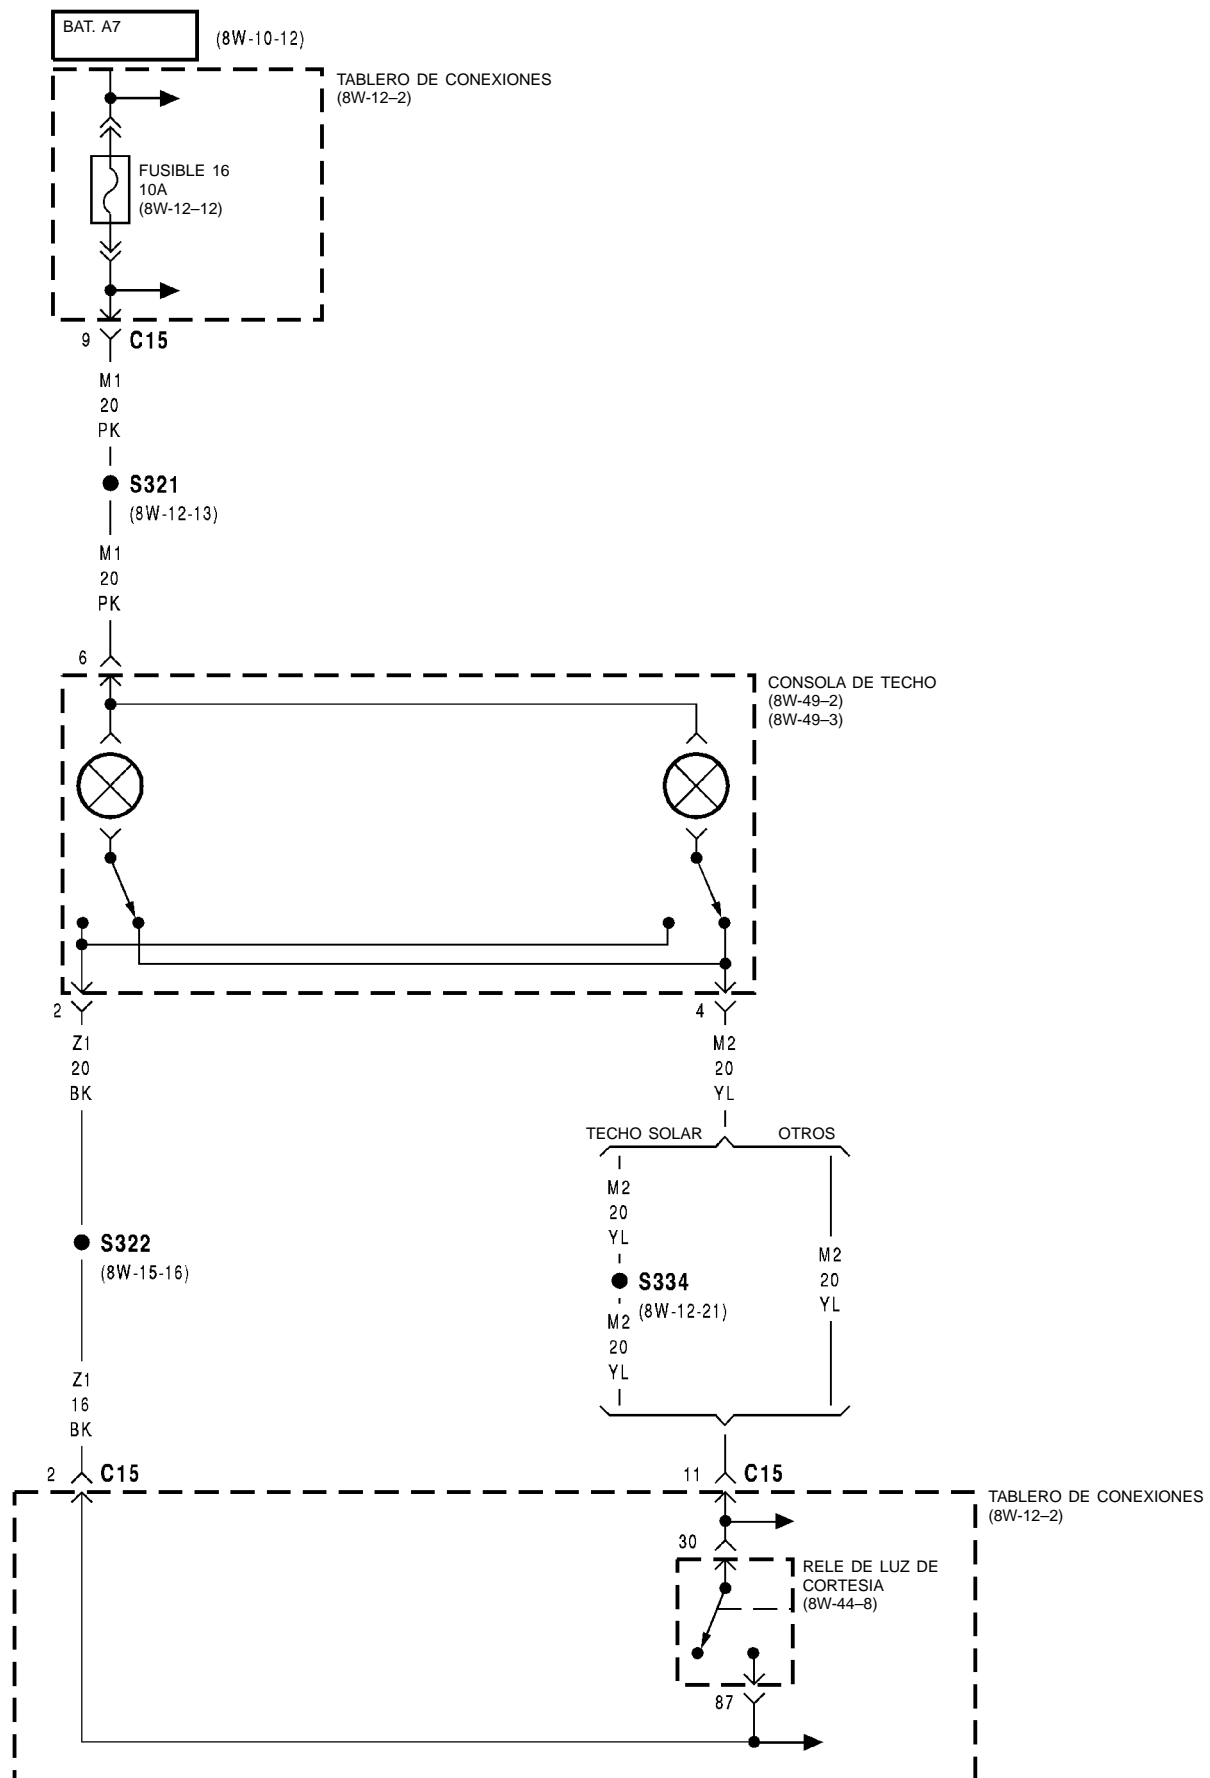 BAT. A7
(8W-10-12)
TABLERO DE CONEXIONES
(8W-12–2)
FUSIBLE 16
10A
(8W-12–12)
9 C15
M1
20
PK
S321
(8W-12-13)
M1
20
PK
6
CONSOLA DE TECHO
(8W-49–2)
(8W-49–3)
2
4
Z1
20
BK
M2
20
YL
TECHO SOLAR
OTROS
M2
20
YL
S322
(8W-15-16)
S334
(8W-12-21)
M2
20
YL
M2
20
YL
Z1
16
BK
2 C15
11 C15
TABLERO DE CONEXIONES
(8W-12–2)
30
RELE DE LUZ DE
CORTESIA
(8W-44–8)
87